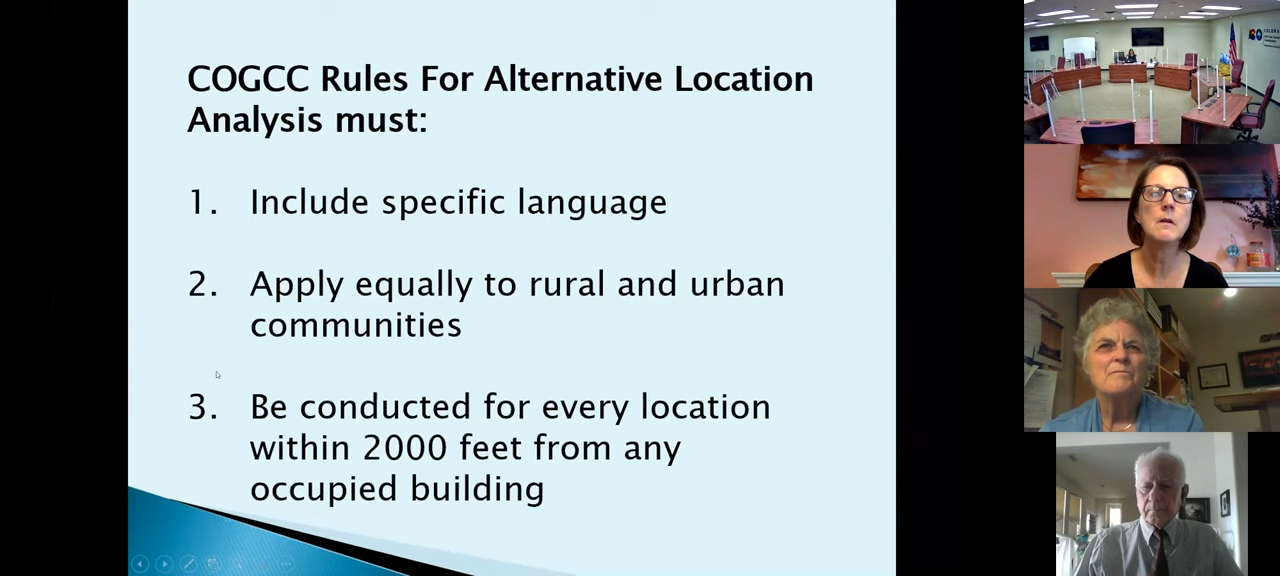 COGCC Rules For Alternative Location
Analysis must:
1. Include specific language
2. Apply equally to rural and urban
communities
3. Be conducted for every location
within 2000 feet from any
occupied building